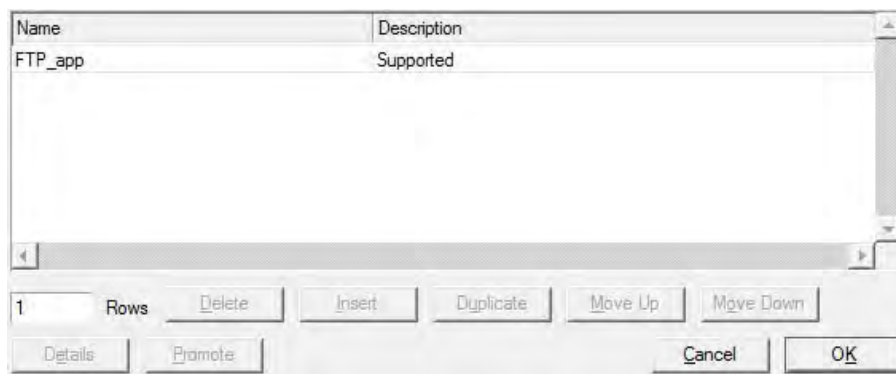 Name Description
FTP_app Supported
1 Rows Delete Insert Duplicate Move Up Move Down
Details Promote Cancel OK